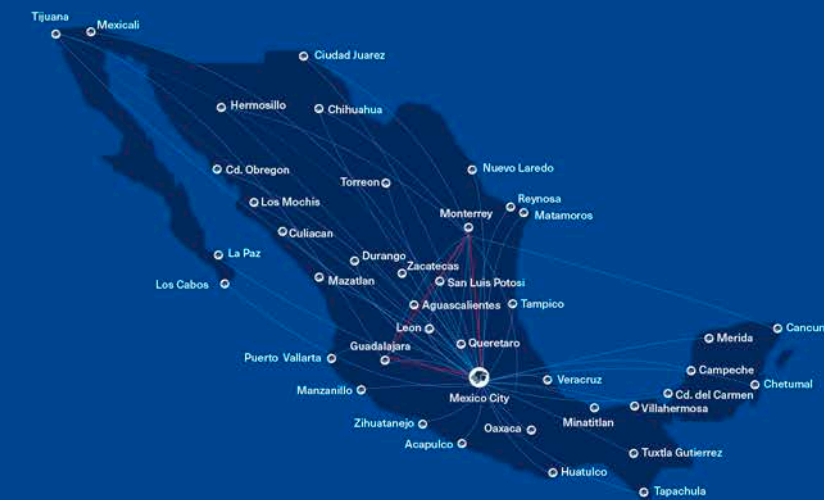 Tijuana
Mexicali
Ciudad Juarez
Hermosillo
Chihuahua
Cd. Obregon
Torreon
Nuevo Laredo
Los Mochis
Reynosa
Monterrey
Matamoros
Culiacan
La Paz
Durango
Zacatecas
Los Cabos
Mazatlan
San Luis Potosi
Aguascalientes
Tampico
Leon
Cancun
Guadalajara
Queretaro
Merida
Puerto Vallarta
Campeche
Veracruz
Chetumal
Manzanillo
Mexico City
Cd. del Carmen
Villahermosa
Zihuatanejo
Oaxaca
Minatitlan
Acapulco
Tuxtla Gutierrez
Huatulco
Tapachula